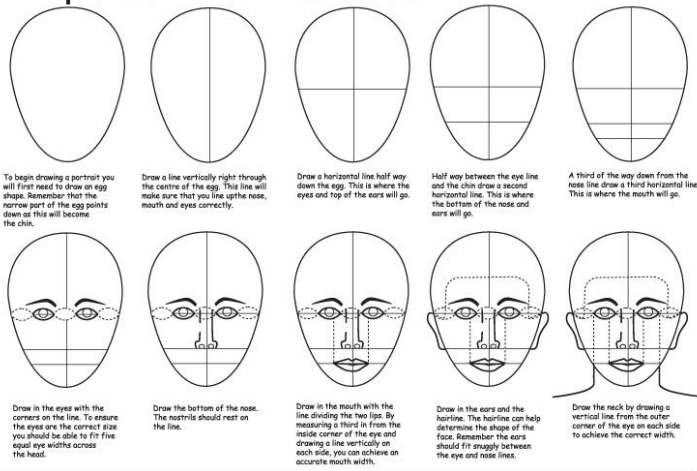 To begin drawing a portrait you
will first need to draw an egg
shape. Remember that the
narrow part of the egg points
down as this will become
the chin.
Draw a line vertically right through
the centre of the egg. This line will
make sure that you line upthe nose,
mouth and eyes correctly.
Draw a horizontal line half way
down the egg. This is where the
eyes and top of the ears will go.
Half way between the eye line
and the chin draw a second
horizontal line. This is where
the bottom of the nose and
ears will go.
A third of the way down from the
nose line draw a third horizontal line
This is where the mouth will go.
Draw in the eyes with the
corners on the line. To ensure
the eyes are the correct size
you should be able to fit five
equal eye widths across
the head.
Draw the bottom of the nose.
The nostrils should rest on
the line.
Draw in the mouth with the
line dividing the two lips. By
measuring a third in from the
inside corner of the eye and
drawing a line vertically on
each side, you can achieve an
accurate mouth width.
Draw in the ears and the
hairline. The hairline can help
determine the shape of the
face. Remember the ears
should fit snuggly between
the eye and nose lines.
Draw the neck by drawing a
vertical line from the outer
corner of the eye on each side
to achieve the correct width.